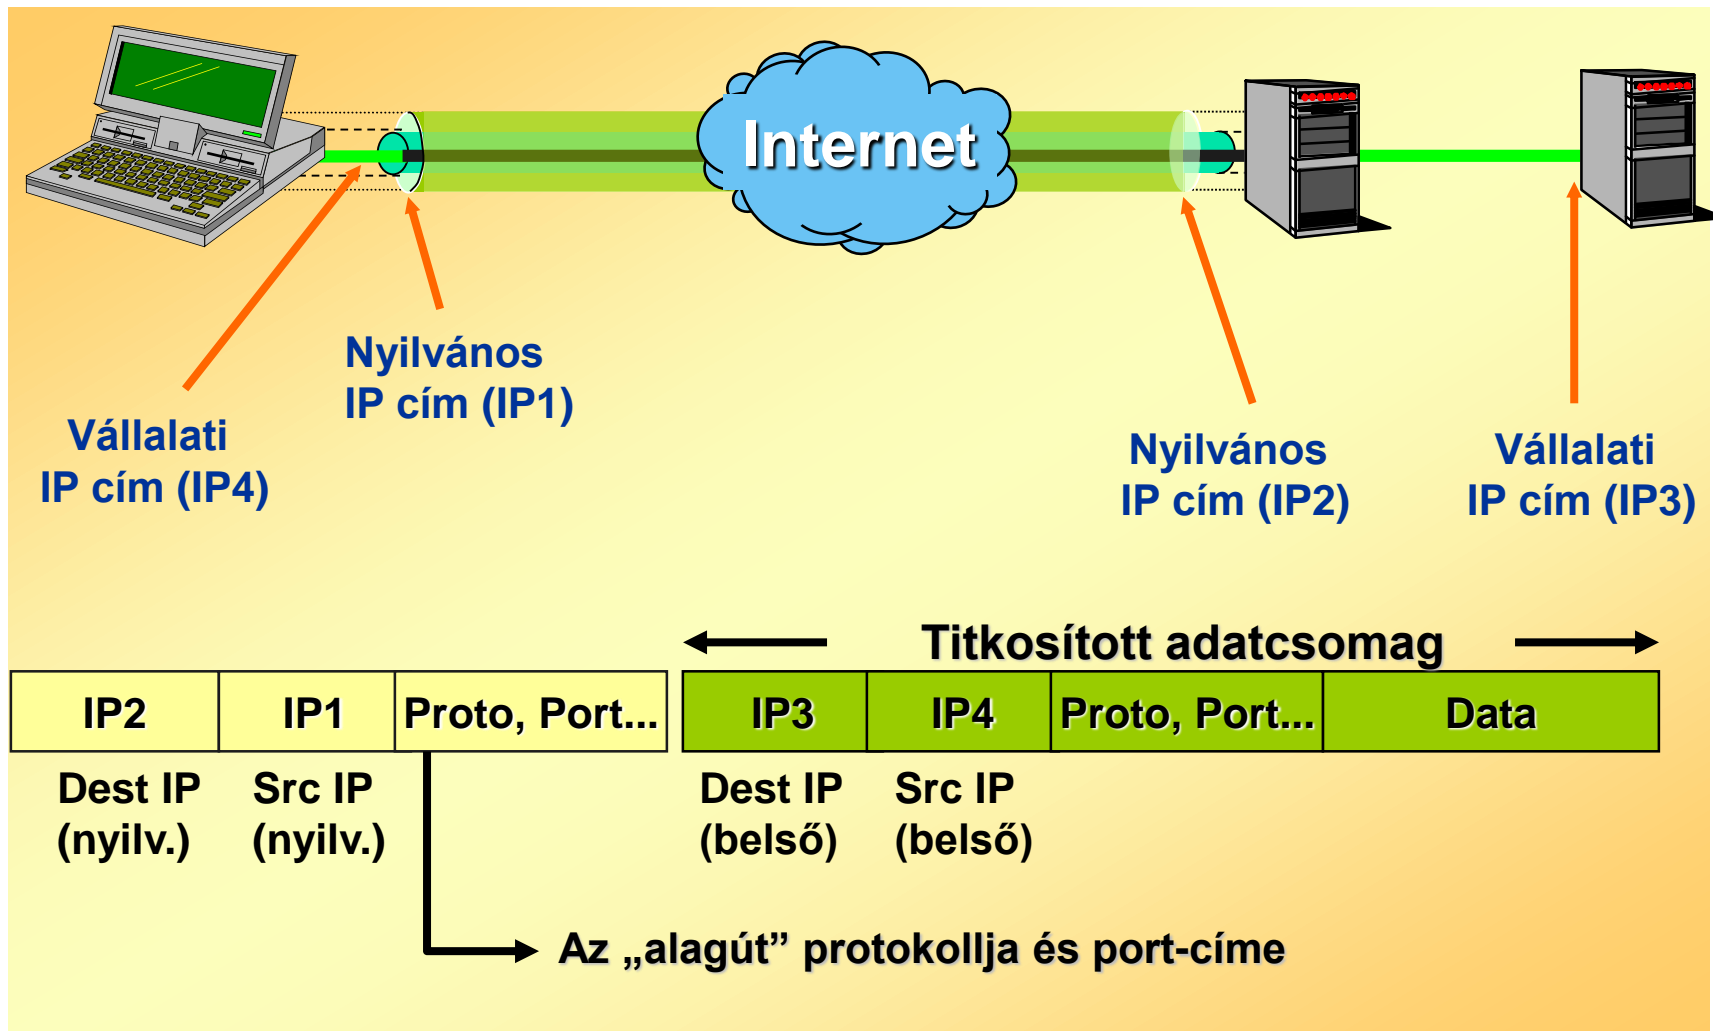 Internet
Nyilvános
IP cím (IP1)
Vállalati
IP cím (IP4)
Nyilvános
IP cím (IP2)
Vállalati
IP cím (IP3)
Titkosított adatcsomag
IP2 IP1 Proto, Port... IP3 IP4 Proto, Port... Data
Dest IP
(nyilv.)
Src IP
(nyilv.)
Dest IP
(belső)
Src IP
(belső)
Az „alagút” protokollja és port-címe